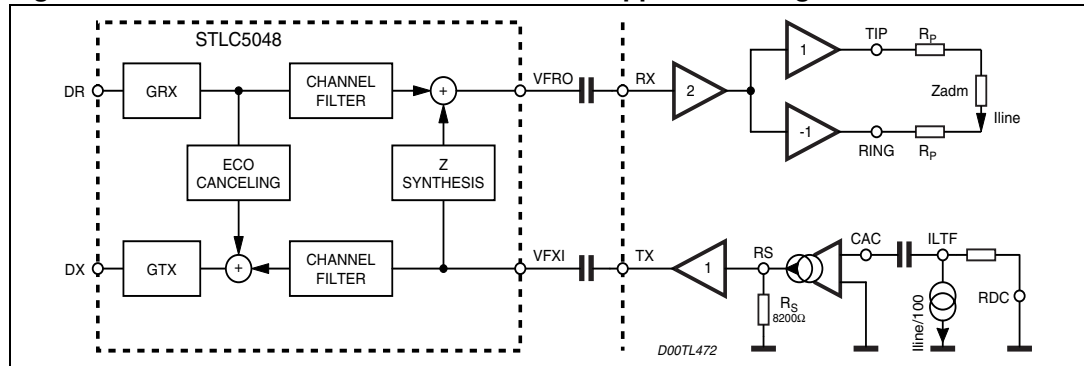 STLC5048
DR
GRX
CHANNEL
FILTER
+
VFRO
RX
2
1
TIP
RP
Zadm
Iline
-1
RING
RP
ECO
CANCELING
Z
SYNTHESIS
DX
GTX
+
CHANNEL
FILTER
VFXI
TX
1
RS
RS
8200Ω
CAC
ILTF
Iline/100
RDC
D00TL472